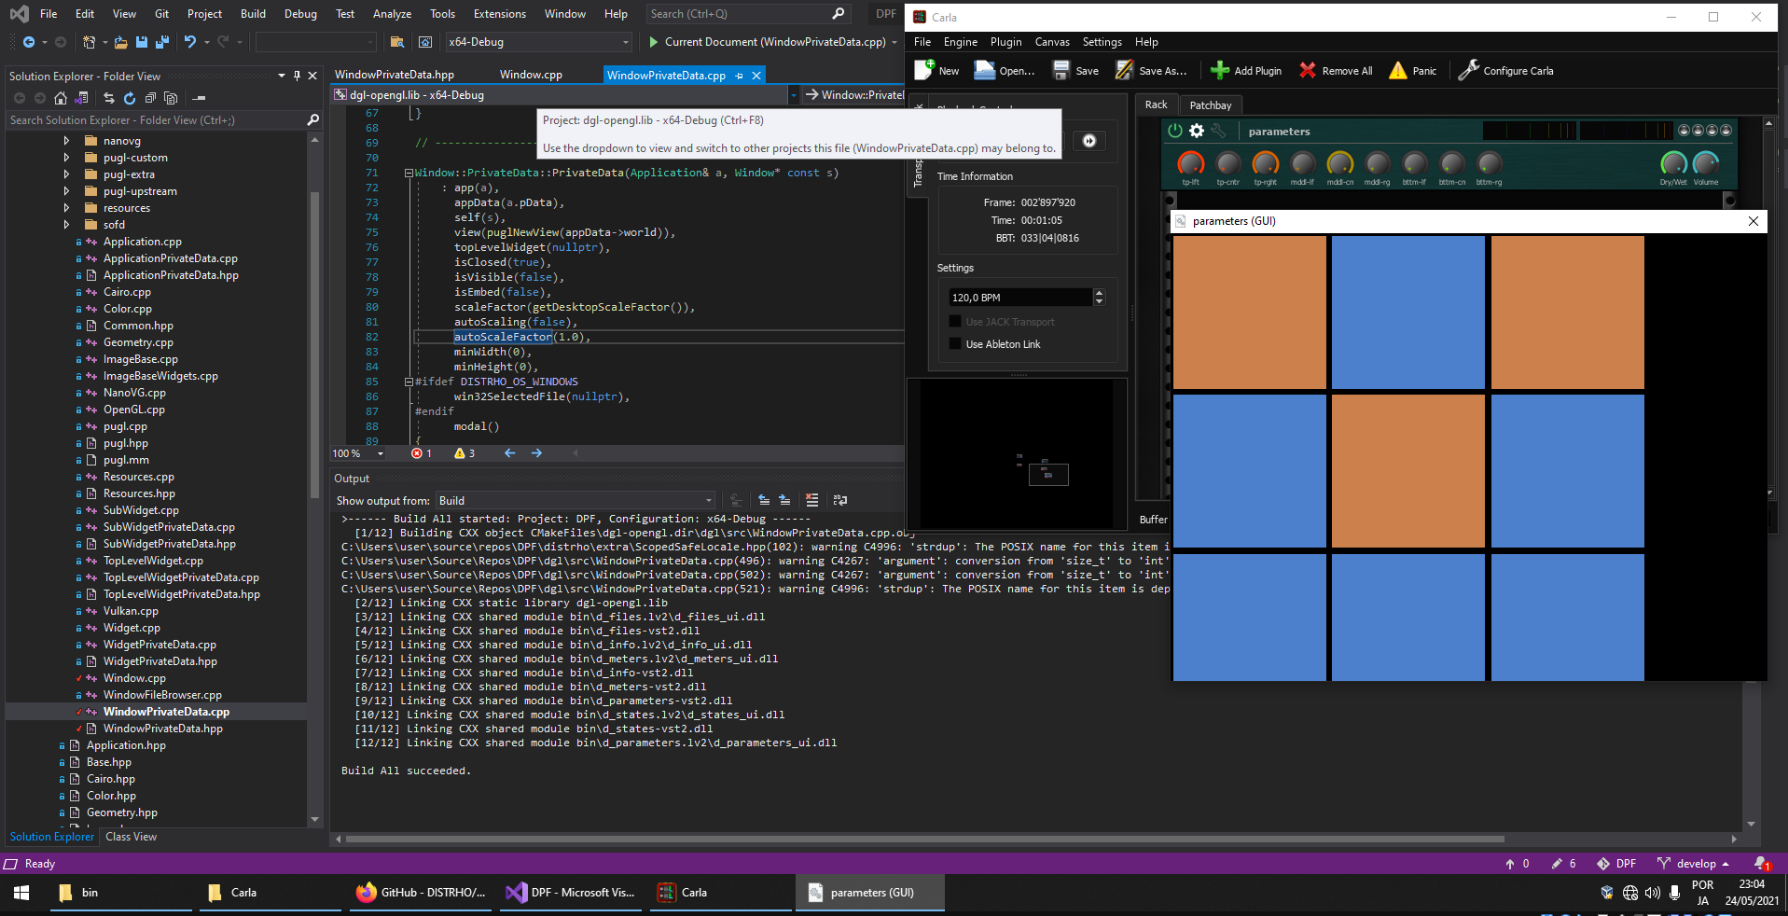 File Edit View Git Project Build Debug Test Analyze Tools Extensions Window Help Search (Ctrl+Q) DPF
x64-Debug Current Document (WindowPrivateData.cpp)
Solution Explorer - Folder View
Search Solution Explorer - Folder View (Ctrl+;)
nanovg
pugl-custom
pugl-extra
pugl-upstream
resources
sofd
Application.cpp
ApplicationPrivateData.cpp
ApplicationPrivateData.hpp
Cairo.cpp
Color.cpp
Common.hpp
Geometry.cpp
ImageBase.cpp
ImageBaseWidgets.cpp
NanoVG.cpp
OpenGL.cpp
pugl.cpp
pugl.hpp
pugl.mm
Resources.cpp
Resources.hpp
SubWidget.cpp
SubWidgetPrivateData.cpp
SubWidgetPrivateData.hpp
TopLevelWidget.cpp
TopLevelWidgetPrivateData.cpp
TopLevelWidgetPrivateData.hpp
Vulkan.cpp
Widget.cpp
WidgetPrivateData.cpp
WidgetPrivateData.hpp
Window.cpp
WindowFileBrowser.cpp
WindowPrivateData.cpp
WindowPrivateData.hpp
Application.hpp
Base.hpp
Cairo.hpp
Color.hpp
Geometry.hpp
Solution Explorer Class View
WindowPrivateData.hpp Window.cpp WindowPrivateData.cpp
dgl-opengl.lib - x64-Debug Window::PrivateI
Project: dgl-opengl.lib - x64-Debug (Ctrl+F8)
Use the dropdown to view and switch to other projects this file (WindowPrivateData.cpp) may belong to.
67 }
68
69 // -----------------
70
71 Window::PrivateData::PrivateData(Application& a, Window* const s)
72 : app(a),
73 appData(a.pData),
74 self(s),
75 view(puglNewView(appData->world)),
76 topLevelWidget(nullptr),
77 isClosed(true),
78 isVisible(false),
79 isEmbed(false),
80 scaleFactor(getDesktopScaleFactor()),
81 autoScaling(false),
82 autoScaleFactor(1.0),
83 minWidth(0),
84 minHeight(0),
85 #ifdef DISTRHO_OS_WINDOWS
86 win32SelectedFile(nullptr),
87 #endif
88 modal()
89 {
100 % 1 3
Output
Show output from: Build
>------ Build All started: Project: DPF, Configuration: x64-Debug ------
[1/12] Building CXX object CMakeFiles\dgl-opengl.dir\dgl\src\WindowPrivateData.cpp.obj
C:\Users\user\source\repos\DPF\distrho\extra\ScopedSafeLocale.hpp(102): warning C4996: 'strdup': The POSIX name for this item i
C:\Users\user\Source\Repos\DPF\dgl\src\WindowPrivateData.cpp(496): warning C4267: 'argument': conversion from 'size_t' to 'int'
C:\Users\user\Source\Repos\DPF\dgl\src\WindowPrivateData.cpp(502): warning C4267: 'argument': conversion from 'size_t' to 'int'
C:\Users\user\Source\Repos\DPF\dgl\src\WindowPrivateData.cpp(521): warning C4996: 'strdup': The POSIX name for this item is dep
[2/12] Linking CXX static library dgl-opengl.lib
[3/12] Linking CXX shared module bin\d_files.lv2\d_files_ui.dll
[4/12] Linking CXX shared module bin\d_files-vst2.dll
[5/12] Linking CXX shared module bin\d_info.lv2\d_info_ui.dll
[6/12] Linking CXX shared module bin\d_meters.lv2\d_meters_ui.dll
[7/12] Linking CXX shared module bin\d_info-vst2.dll
[8/12] Linking CXX shared module bin\d_meters-vst2.dll
[9/12] Linking CXX shared module bin\d_parameters-vst2.dll
[10/12] Linking CXX shared module bin\d_states.lv2\d_states_ui.dll
[11/12] Linking CXX shared module bin\d_states-vst2.dll
[12/12] Linking CXX shared module bin\d_parameters.lv2\d_parameters_ui.dll
Build All succeeded.
Carla
File Engine Plugin Canvas Settings Help
New Open... Save Save As... Add Plugin Remove All Panic Configure Carla
Time Information
Frame: 002'897'920
Time: 00:01:05
BBT: 033|04|0816
Settings
120,0 BPM
Use JACK Transport
Use Ableton Link
Rack Patchbay
parameters
tp-lft tp-cntr tp-rght mddl-lf mddl-cn mddl-rg bttm-lf bttm-cn bttm-rg Dry/Wet Volume
Buffer
parameters (GUI)
Ready 0 6 DPF develop 1
bin Carla GitHub - DISTRHO/... DPF - Microsoft Vis... Carla parameters (GUI)
POR 23:04
JA 24/05/2021